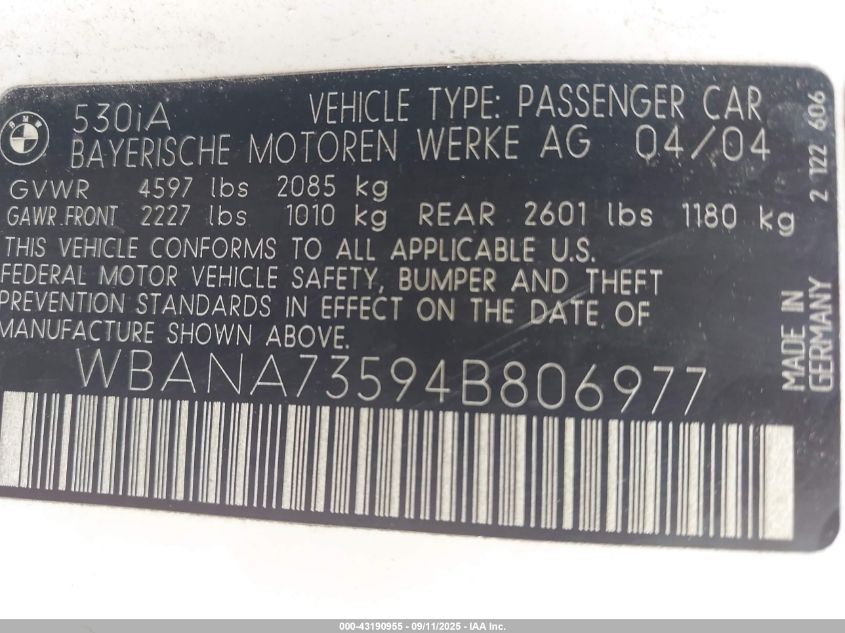 BMW
530iA VEHICLE TYPE: PASSENGER CAR
BAYERISCHE MOTOREN WERKE AG 04/04
GVWR 4597 lbs 2085 kg
GAWR FRONT 2227 lbs 1010 kg REAR 2601 lbs 1180 kg
THIS VEHICLE CONFORMS TO ALL APPLICABLE U.S.
FEDERAL MOTOR VEHICLE SAFETY, BUMPER AND THEFT
PREVENTION STANDARDS IN EFFECT ON THE DATE OF
MANUFACTURE SHOWN ABOVE.
WBANA73594B806977
2 122 606
MADE IN
GERMANY
000-43190955 - 09/11/2025 - IAA Inc.